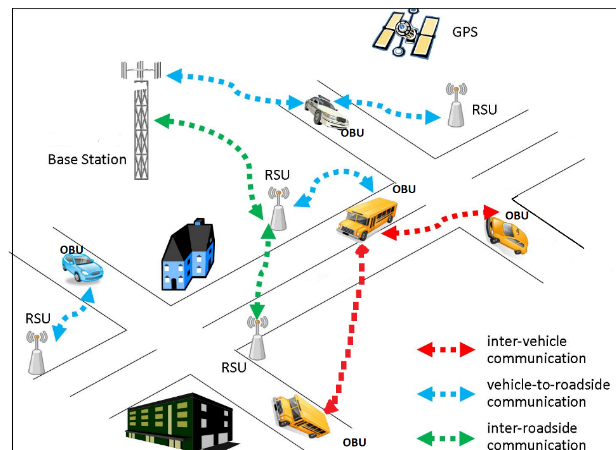 GPS
RSU
OBU
Base Station
RSU
OBU
OBU
OBU
RSU
RSU
OBU
inter-vehicle
communication
vehicle-to-roadside
communication
inter-roadside
communication